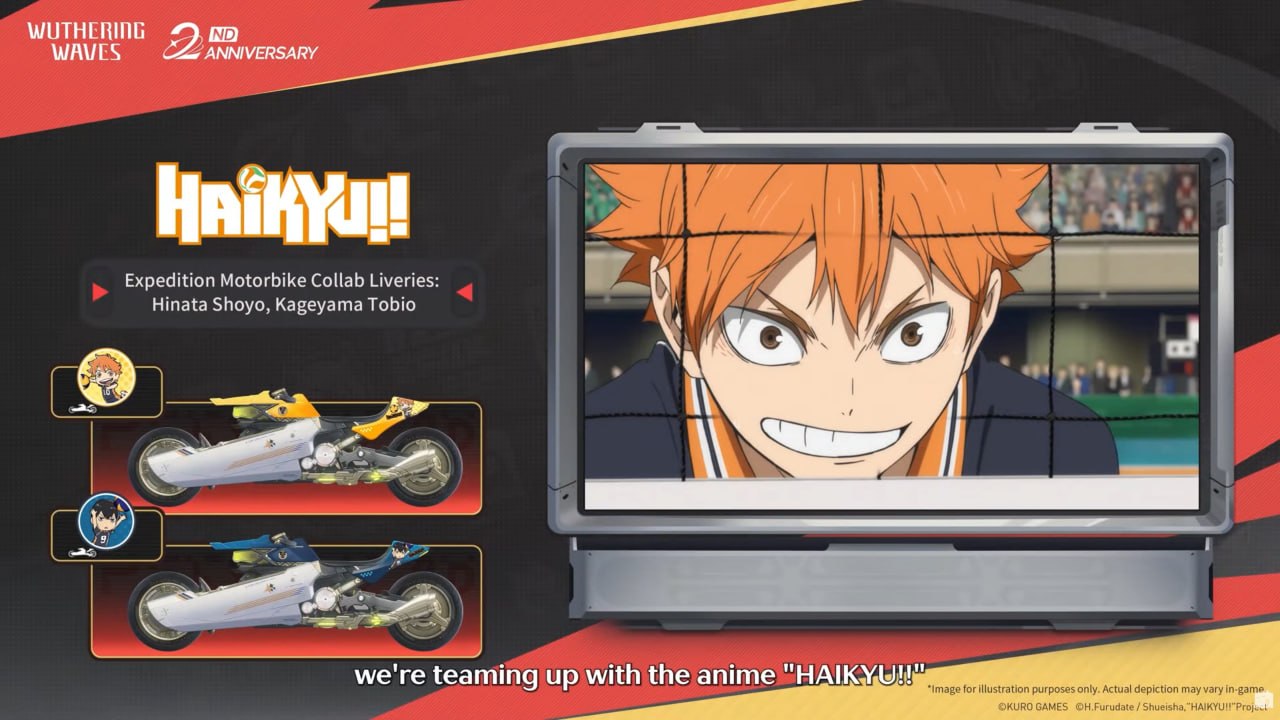 WUTHERING
WAVES
2ND
ANNIVERSARY
HAIKYU!!
Expedition Motorbike Collab Liveries:
Hinata Shoyo, Kageyama Tobio
10
9
we're teaming up with the anime "HAIKYU!!"
*Image for illustration purposes only. Actual depiction may vary in-game.
©KURO GAMES ©H.Furudate / Shueisha,"HAIKYU!!"Project